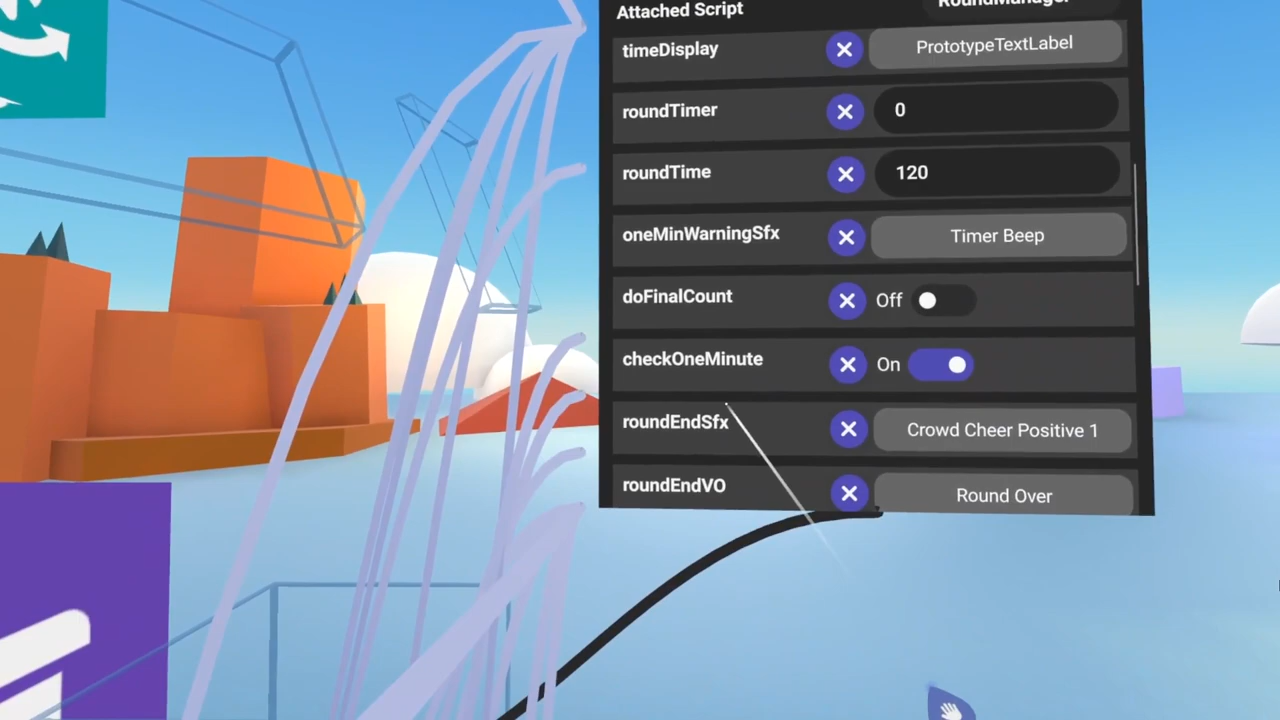 Attached Script RoundManager
timeDisplay PrototypeTextLabel
roundTimer 0
roundTime 120
oneMinWarningSfx Timer Beep
doFinalCount Off
checkOneMinute On
roundEndSfx Crowd Cheer Positive 1
roundEndVO Round Over